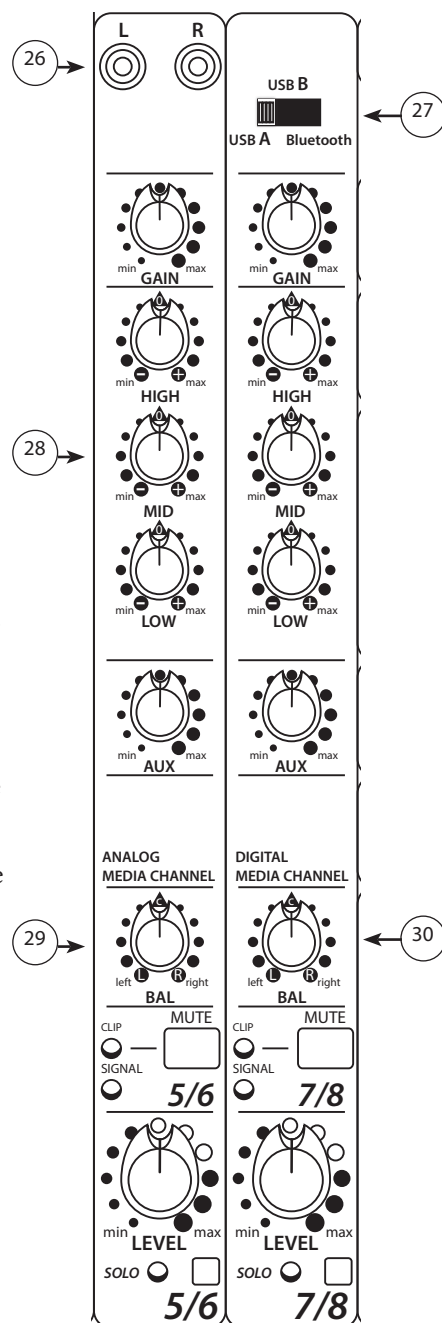 L R
26
USB B
27
USB A Bluetooth
min max
GAIN
min max
GAIN
0
min − + max
HIGH
0
min − + max
HIGH
28
0
min − + max
MID
0
min − + max
MID
0
min − + max
LOW
0
min − + max
LOW
min max
AUX
min max
AUX
ANALOG
MEDIA CHANNEL
DIGITAL
MEDIA CHANNEL
29
C
left L R right
BAL
C
left L R right
BAL
30
MUTE
CLIP
SIGNAL
5/6
MUTE
CLIP
SIGNAL
7/8
min max
LEVEL
SOLO
5/6
min max
LEVEL
SOLO
7/8